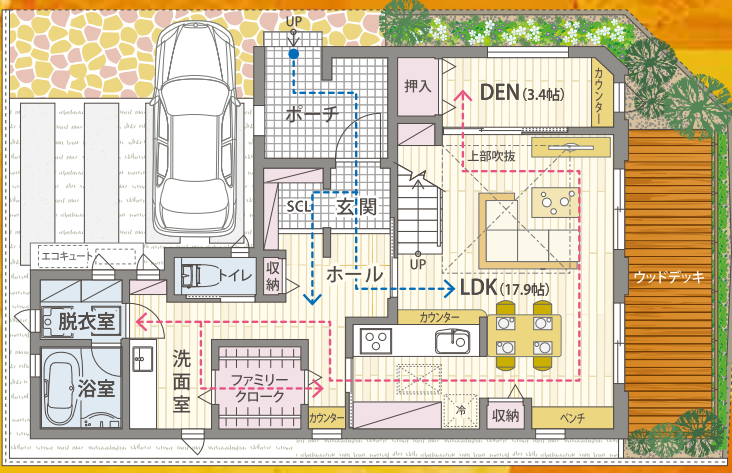 UP
ポーチ
押入
DEN(3.4帖)
カウンター
上部吹抜
SCL
玄関
エコキュート
トイレ
収納
ホール
UP
LDK(17.9帖)
ウッドデッキ
脱衣室
カウンター
洗面室
浴室
ファミリー
クローク
カウンター
冷
収納
ベンチ